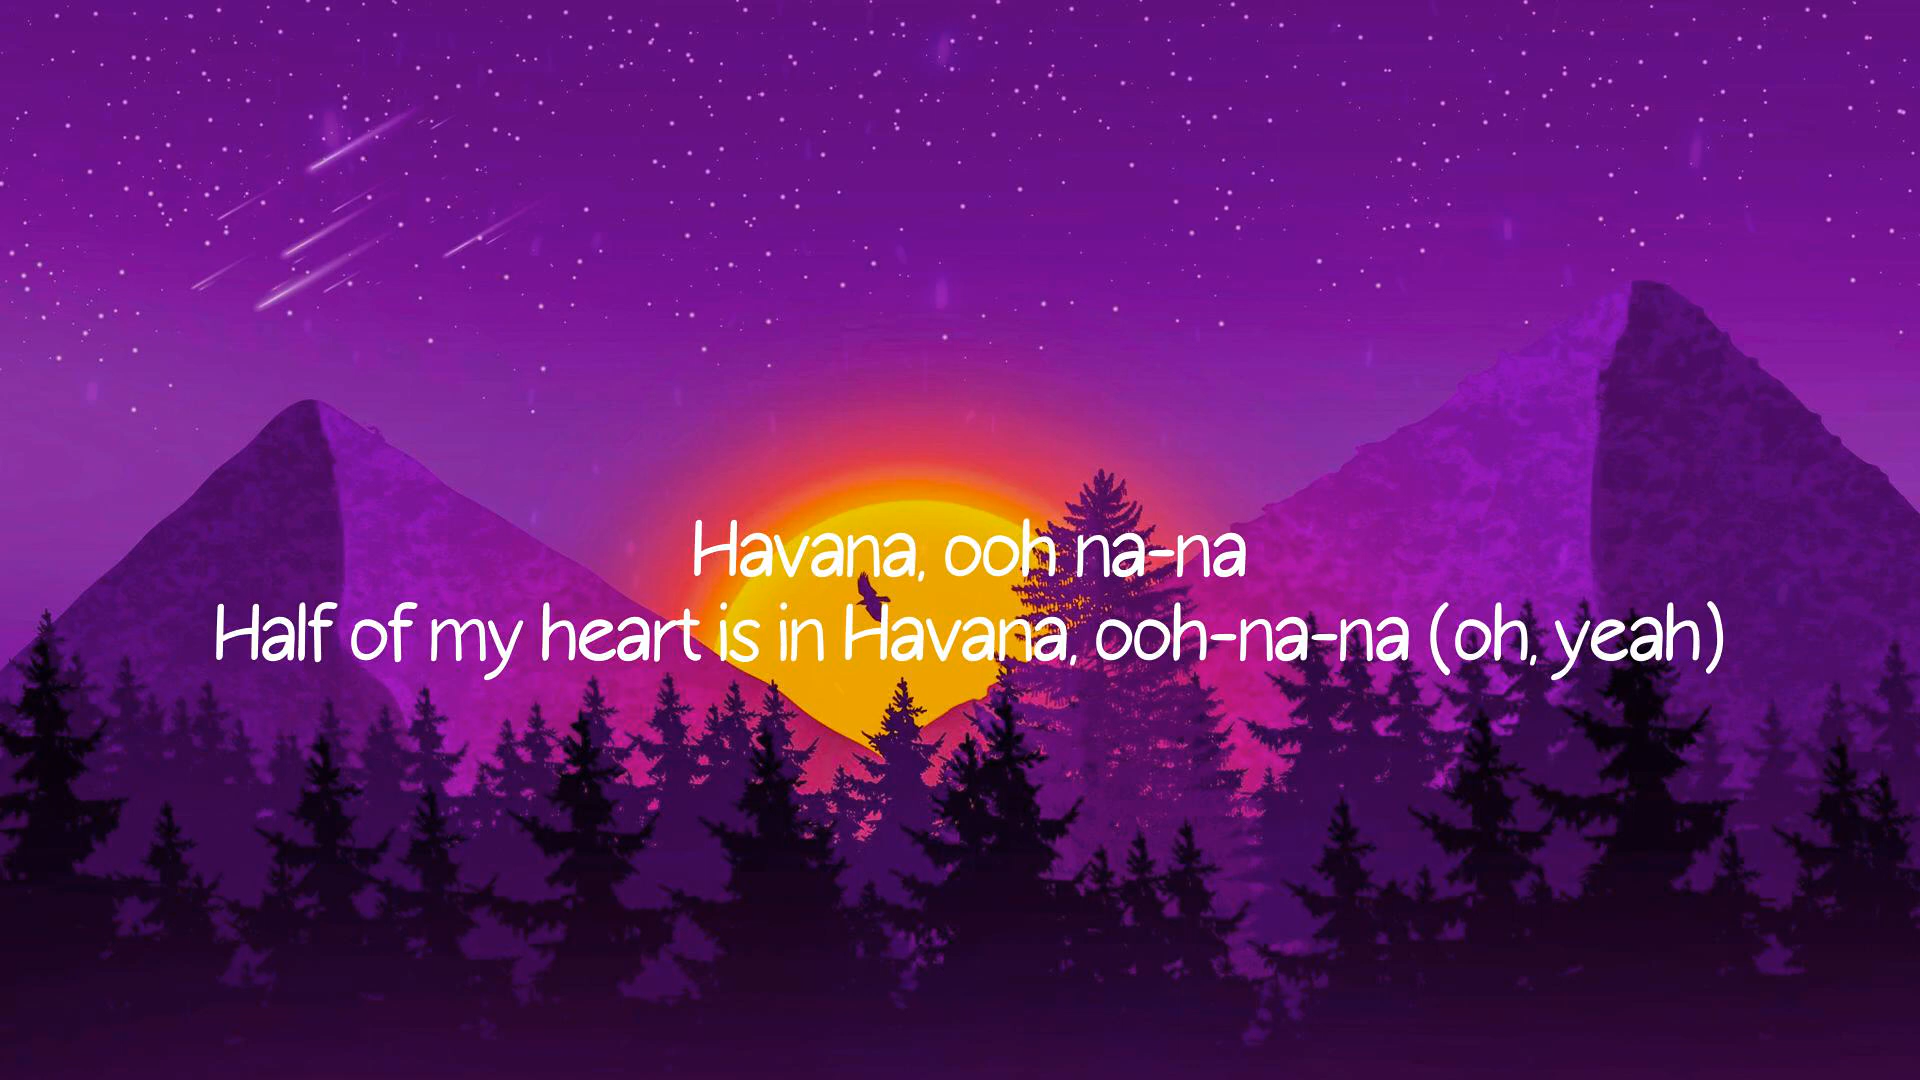 Havana, ooh na-na
Half of my heart is in Havana, ooh-na-na (oh, yeah)